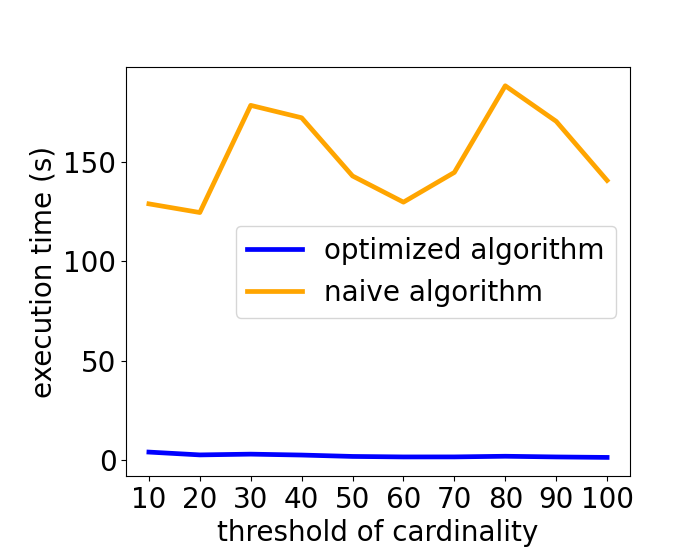 execution time (s)
150
100
50
0
optimized algorithm
naive algorithm
10 20 30 40 50 60 70 80 90 100
threshold of cardinality